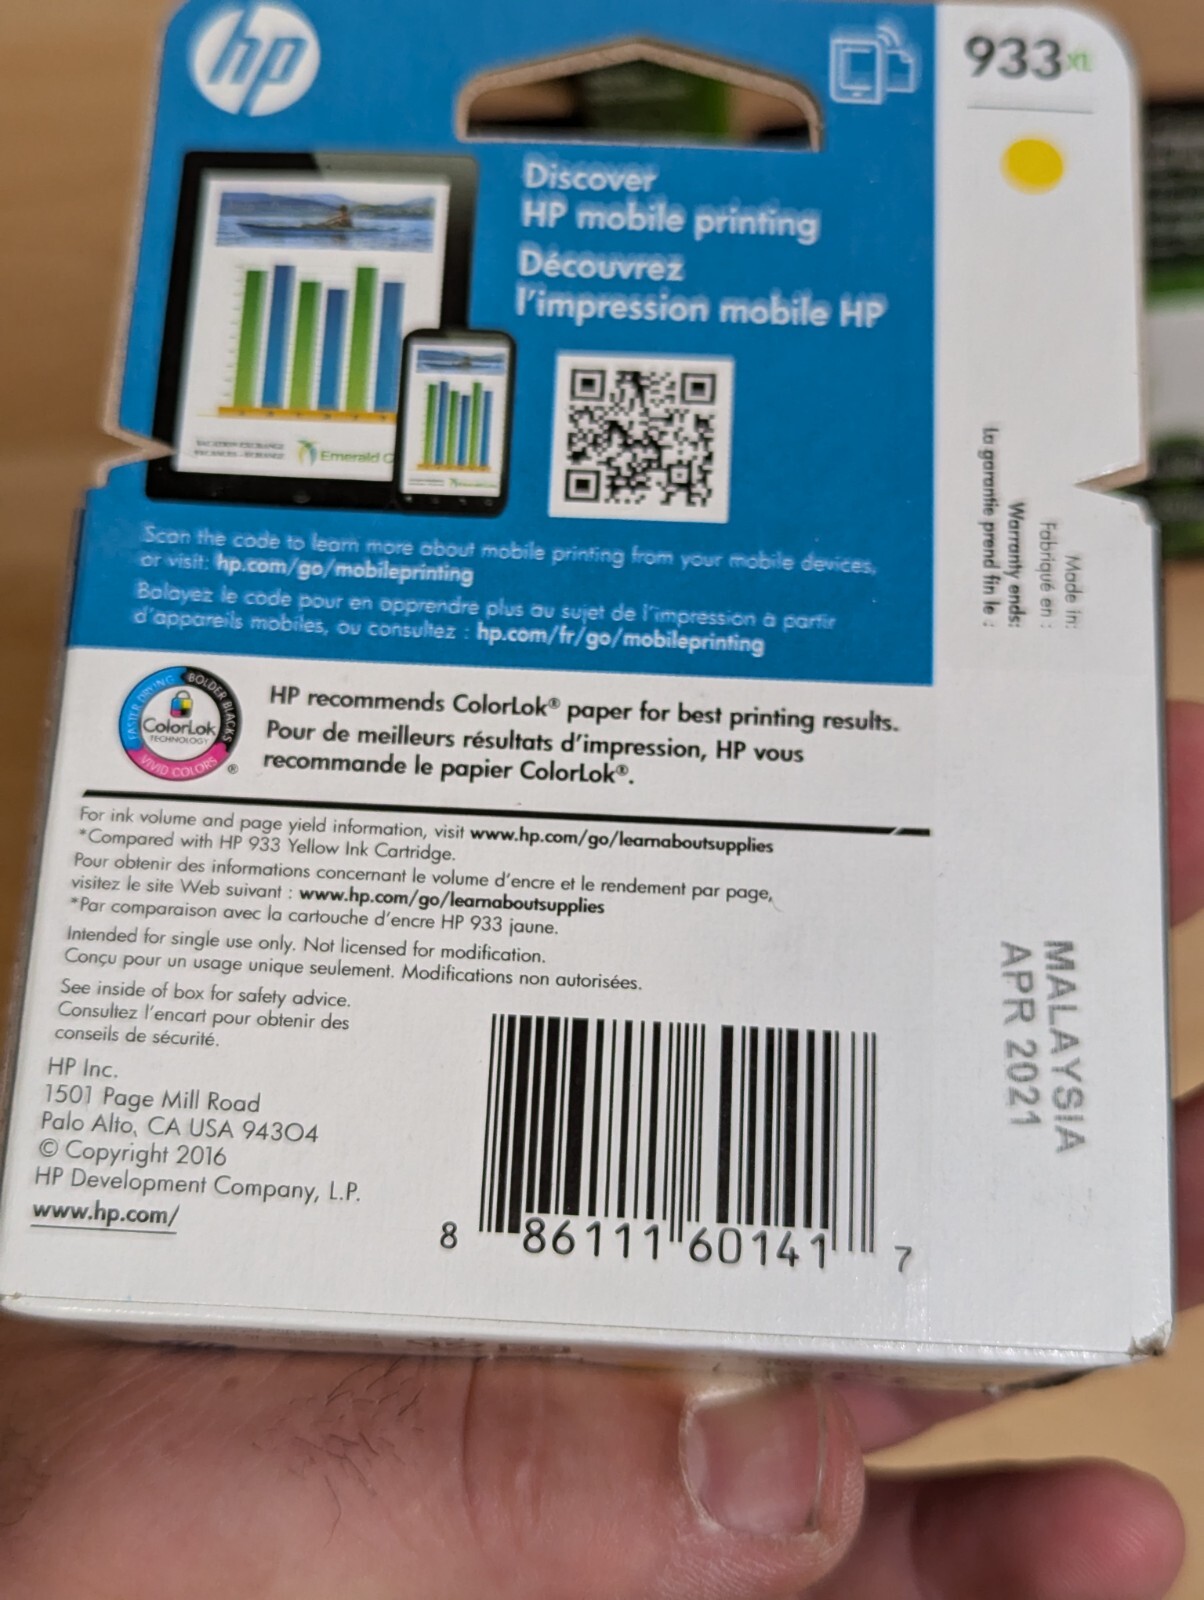 hp
933XL
Discover
HP mobile printing
Découvrez
l'impression mobile HP
Emerald
Scan the code to learn more about mobile printing from your mobile devices,
or visit: hp.com/go/mobileprinting
Balayez le code pour en apprendre plus au sujet de l'impression à partir
d'appareils mobiles, ou consultez : hp.com/fr/go/mobileprinting
FASTER DRYING
BOLDER BLACKS
ColorLok
TECHNOLOGY
VIVID COLORS
®
HP recommends ColorLok® paper for best printing results.
Pour de meilleurs résultats d'impression, HP vous
recommande le papier ColorLok®.
For ink volume and page yield information, visit www.hp.com/go/learnaboutsupplies
*Compared with HP 933 Yellow Ink Cartridge.
Pour obtenir des informations concernant le volume d'encre et le rendement par page,
visitez le site Web suivant : www.hp.com/go/learnaboutsupplies
*Par comparaison avec la cartouche d'encre HP 933 jaune.
Intended for single use only. Not licensed for modification.
Conçu pour un usage unique seulement. Modifications non autorisées.
See inside of box for safety advice.
Consultez l'encart pour obtenir des
conseils de sécurité.
HP Inc.
1501 Page Mill Road
Palo Alto, CA USA 94304
© Copyright 2016
HP Development Company, L.P.
www.hp.com/
8 86111 60141 7
Made in:
Fabriqué en :
Warranty ends:
La garantie prend fin le :
MALAYSIA
APR 2021